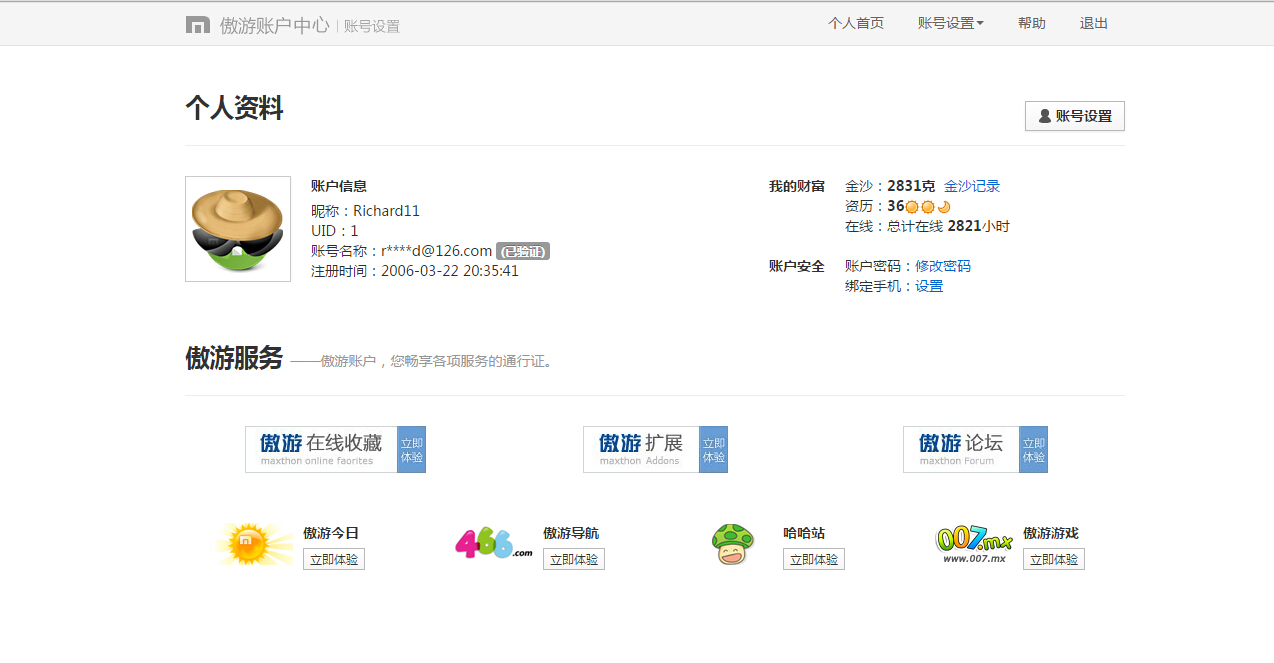 傲游账户中心 | 账号设置 个人首页 账号设置 帮助 退出
个人资料
账号设置
账户信息
昵称：Richard11
UID：1
账号名称：r****d@126.com (已验证)
注册时间：2006-03-22 20:35:41
我的财富 金沙：2831克 金沙记录
资历：36
在线：总计在线 2821小时
账户安全 账户密码：修改密码
绑定手机：设置
傲游服务 ——傲游账户，您畅享各项服务的通行证。
傲游在线收藏
maxthon online faorites
立即
体验
傲游扩展
maxthon Addons
立即
体验
傲游论坛
maxthon Forum
立即
体验
傲游今日
立即体验
466.com
傲游导航
立即体验
哈哈站
立即体验
007.mx
www.007.mx
傲游游戏
立即体验